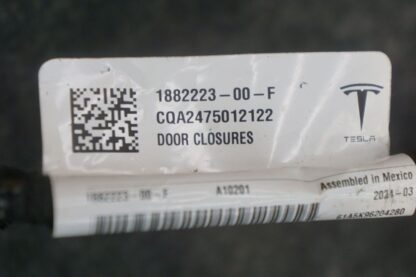 1882223-00-F
CQA2475012122
DOOR CLOSURES
TESLA
1882223-00-F A10201
Assembled in Mexico
2024-03